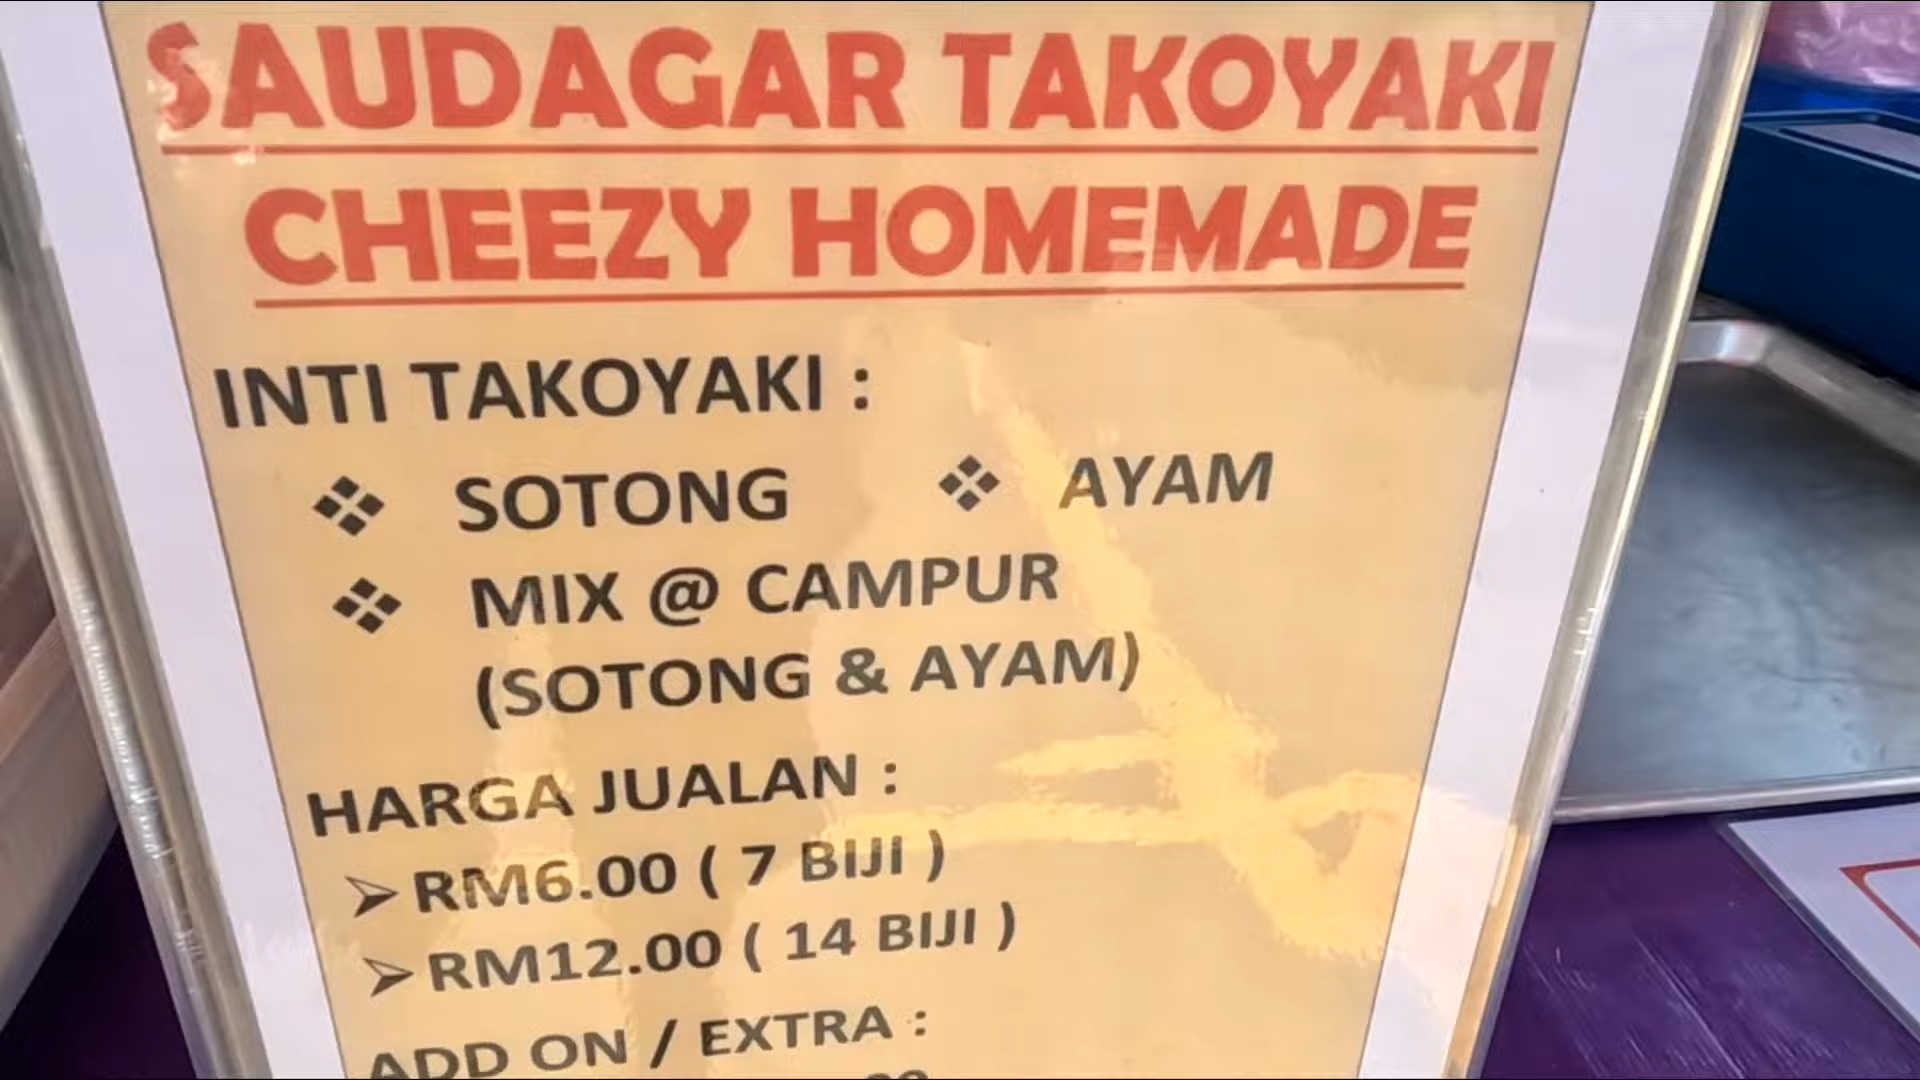 SAUDAGAR TAKOYAKI
CHEEZY HOMEMADE
INTI TAKOYAKI :
❖ SOTONG ❖ AYAM
❖ MIX @ CAMPUR
(SOTONG & AYAM)
HARGA JUALAN :
➢ RM6.00 ( 7 BIJI )
➢ RM12.00 ( 14 BIJI )
ADD ON / EXTRA :